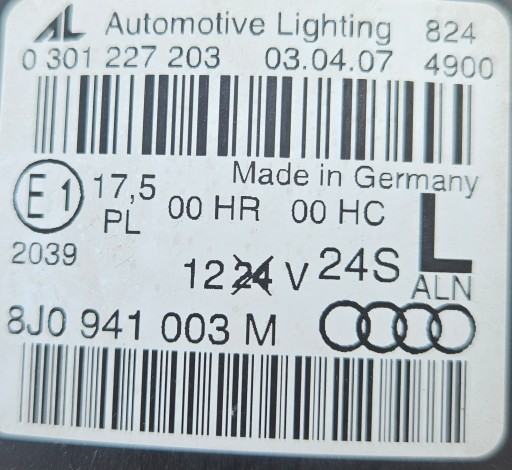 AL Automotive Lighting 824
0 301 227 203 03.04.07 4900
Made in Germany
E1 17,5 00 HR 00 HC L
PL
2039 12 24 V 24S ALN
8J0 941 003 M